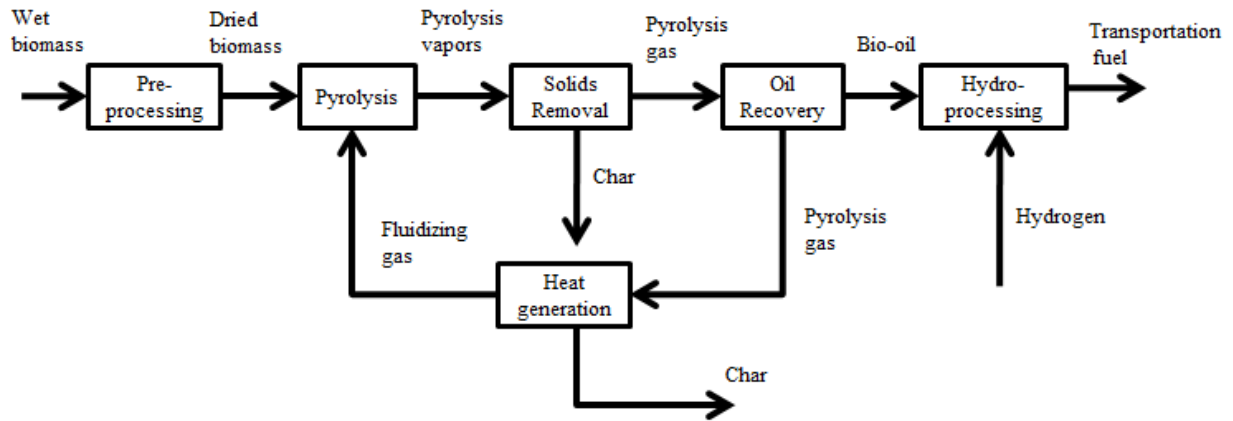 Wet
biomass
Dried
biomass
Pyrolysis
vapors
Pyrolysis
gas
Bio-oil
Transportation
fuel
Pre-
processing
Pyrolysis
Solids
Removal
Oil
Recovery
Hydro-
processing
Char
Fluidizing
gas
Pyrolysis
gas
Hydrogen
Heat
generation
Char